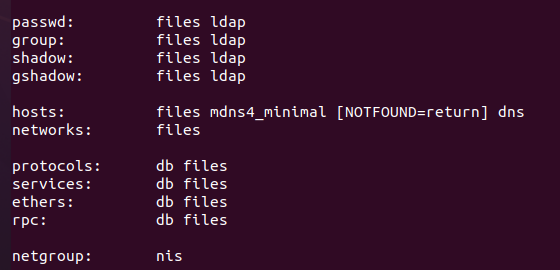 passwd:         files ldap
group:          files ldap
shadow:         files ldap
gshadow:        files ldap

hosts:          files mdns4_minimal [NOTFOUND=return] dns
networks:       files

protocols:      db files
services:       db files
ethers:         db files
rpc:            db files

netgroup:       nis